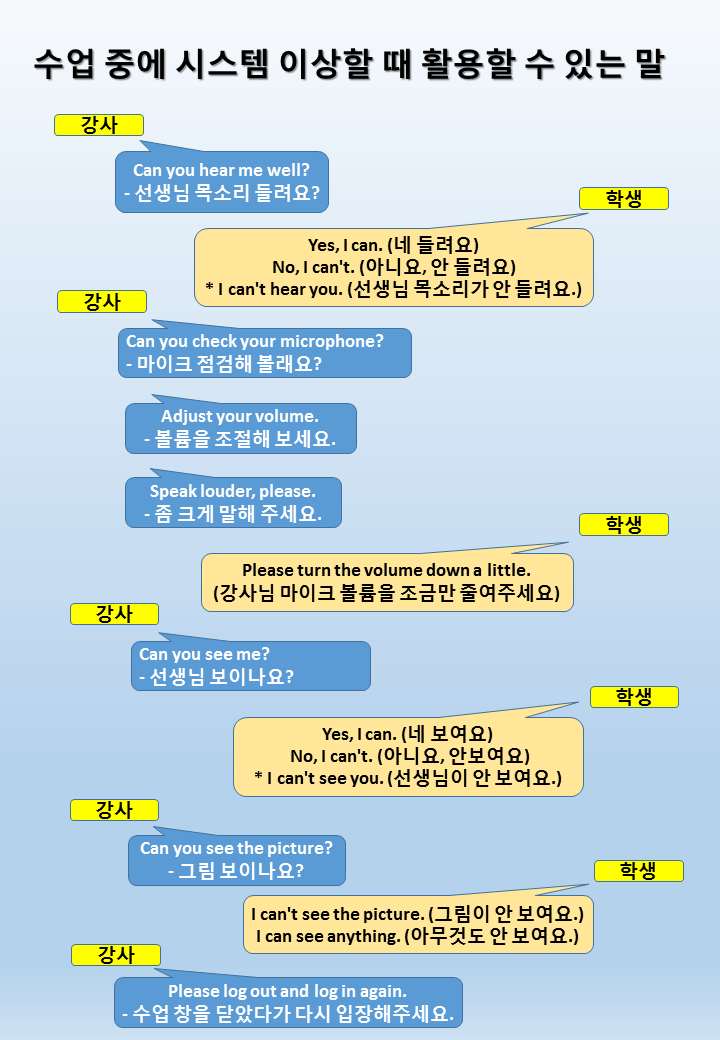 수업 중에 시스템 이상할 때 활용할 수 있는 말
강사
Can you hear me well?
- 선생님 목소리 들려요?
학생
Yes, I can. (네 들려요)
No, I can't. (아니요, 안 들려요)
* I can't hear you. (선생님 목소리가 안 들려요.)
강사
Can you check your microphone?
- 마이크 점검해 볼래요?
Adjust your volume.
- 볼륨을 조절해 보세요.
Speak louder, please.
- 좀 크게 말해 주세요.
학생
Please turn the volume down a little.
(강사님 마이크 볼륨을 조금만 줄여주세요)
강사
Can you see me?
- 선생님 보이나요?
학생
Yes, I can. (네 보여요)
No, I can't. (아니요, 안보여요)
* I can't see you. (선생님이 안 보여요.)
강사
Can you see the picture?
- 그림 보이나요?
학생
I can't see the picture. (그림이 안 보여요.)
I can see anything. (아무것도 안 보여요.)
강사
Please log out and log in again.
- 수업 창을 닫았다가 다시 입장해주세요.